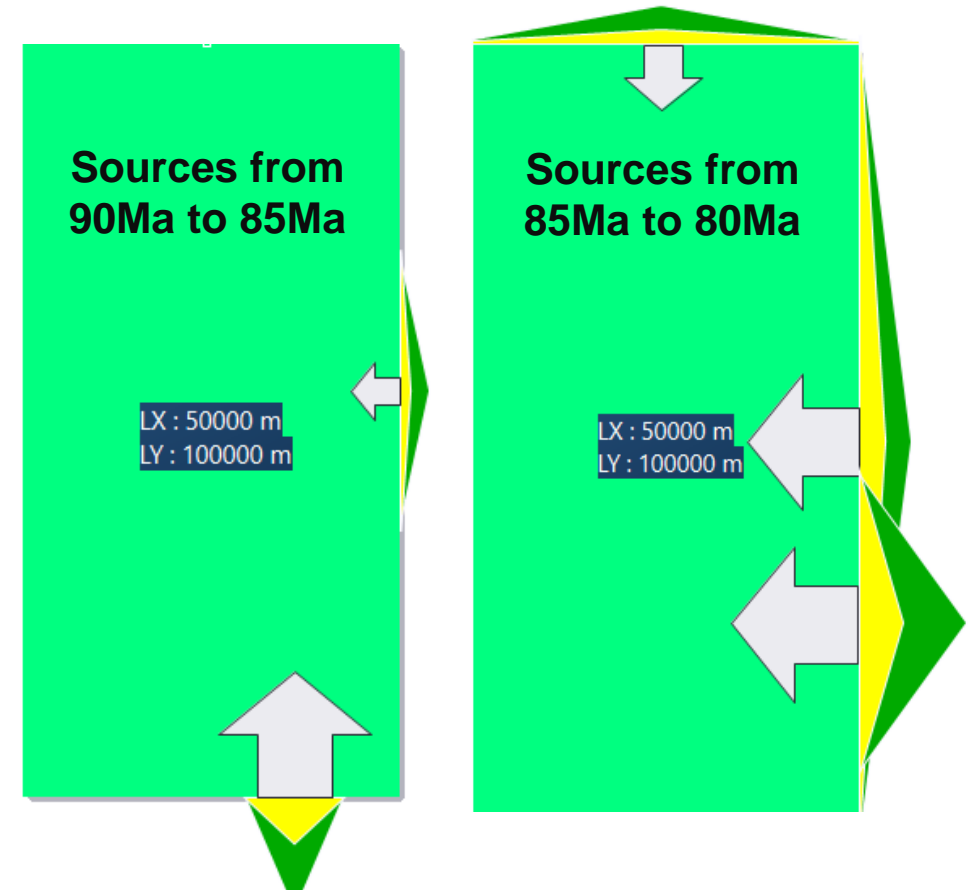 Sources from
90Ma to 85Ma
LX : 50000 m
LY : 100000 m
Sources from
85Ma to 80Ma
LX : 50000 m
LY : 100000 m